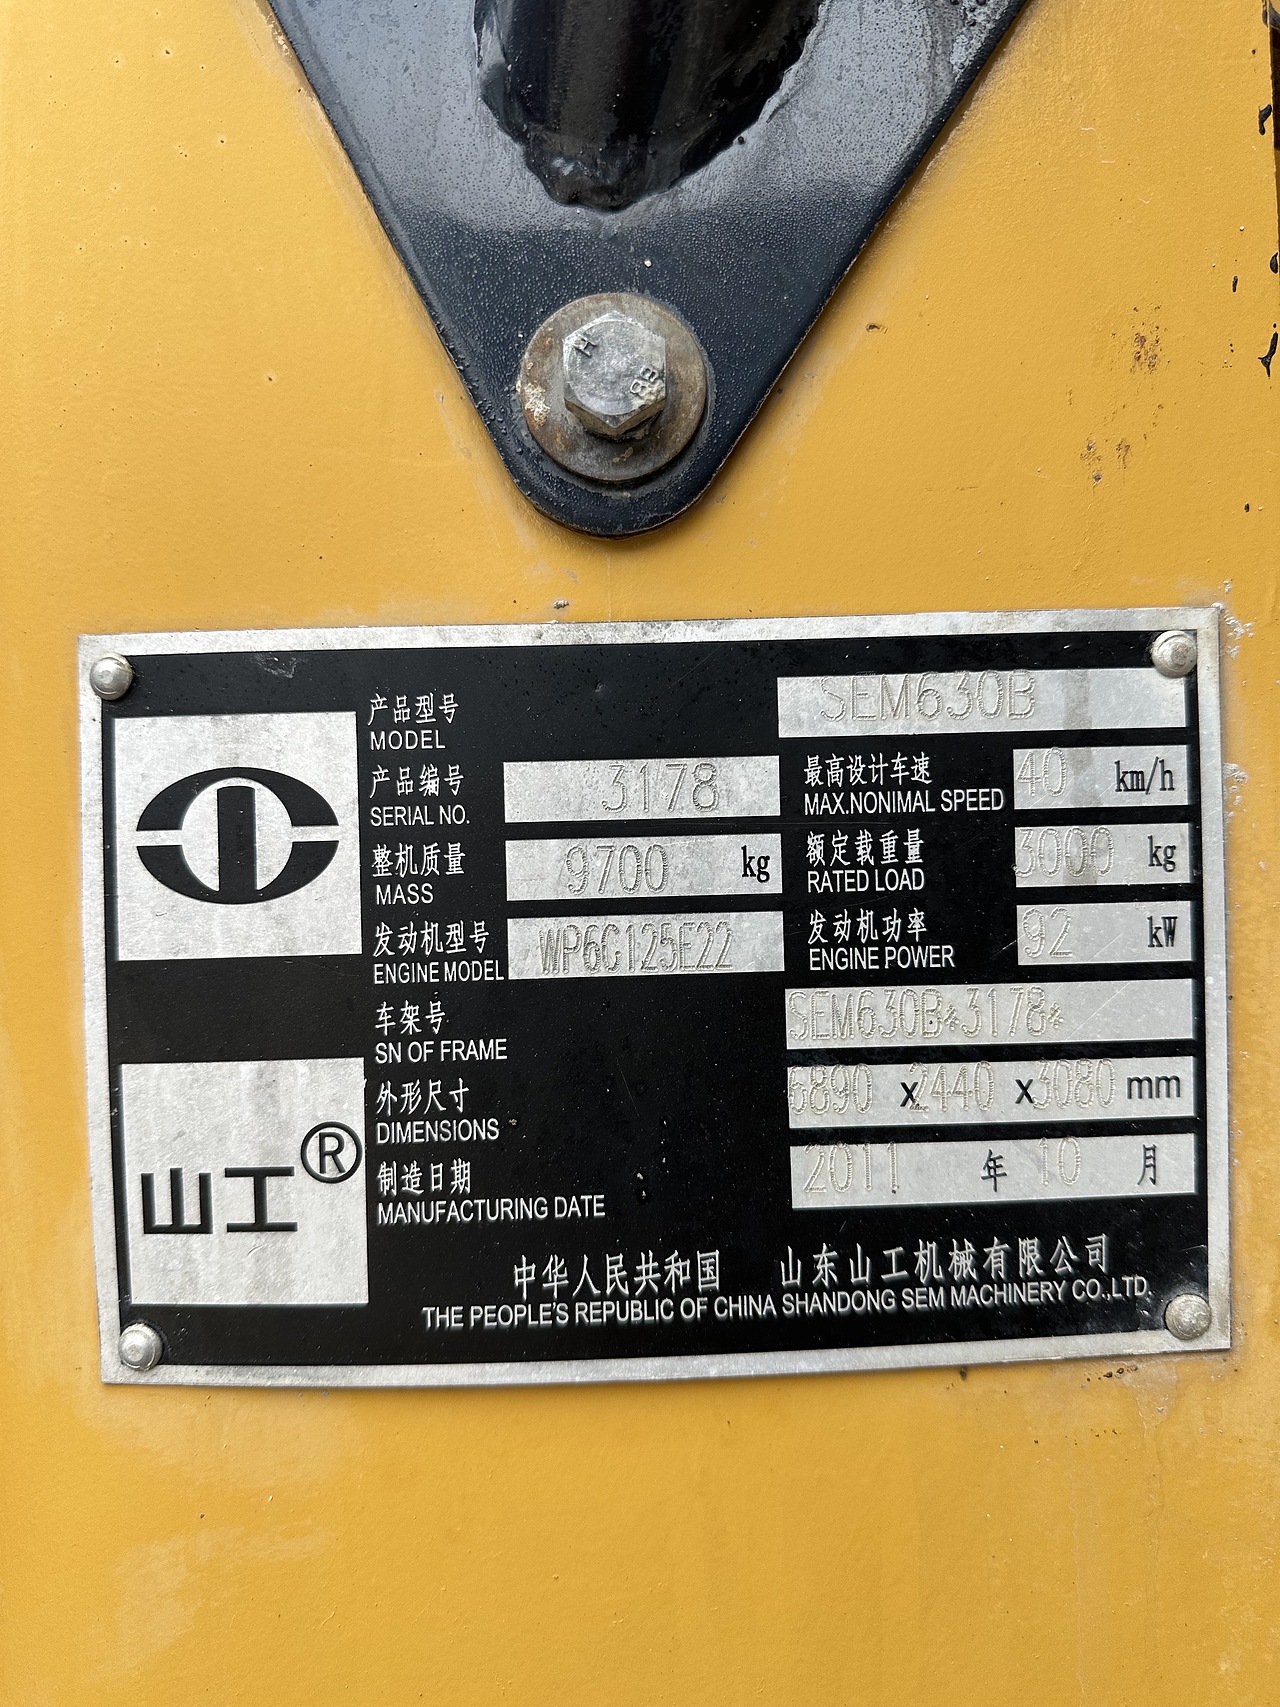 H 88
产品型号 SEM630B
MODEL
产品编号 3178 最高设计车速 40 km/h
SERIAL NO. MAX.NONIMAL SPEED
整机质量 9700 kg 额定载重量 3000 kg
MASS RATED LOAD
发动机型号 WP6G125E22 发动机功率 92 kW
ENGINE MODEL ENGINE POWER
车架号 SEM630B*3178*
SN OF FRAME
外形尺寸 6890 x 2440 x 3080 mm
DIMENSIONS
山工®
制造日期 2011 年 10 月
MANUFACTURING DATE
中华人民共和国 山东山工机械有限公司
THE PEOPLE'S REPUBLIC OF CHINA SHANDONG SEM MACHINERY CO.,LTD.